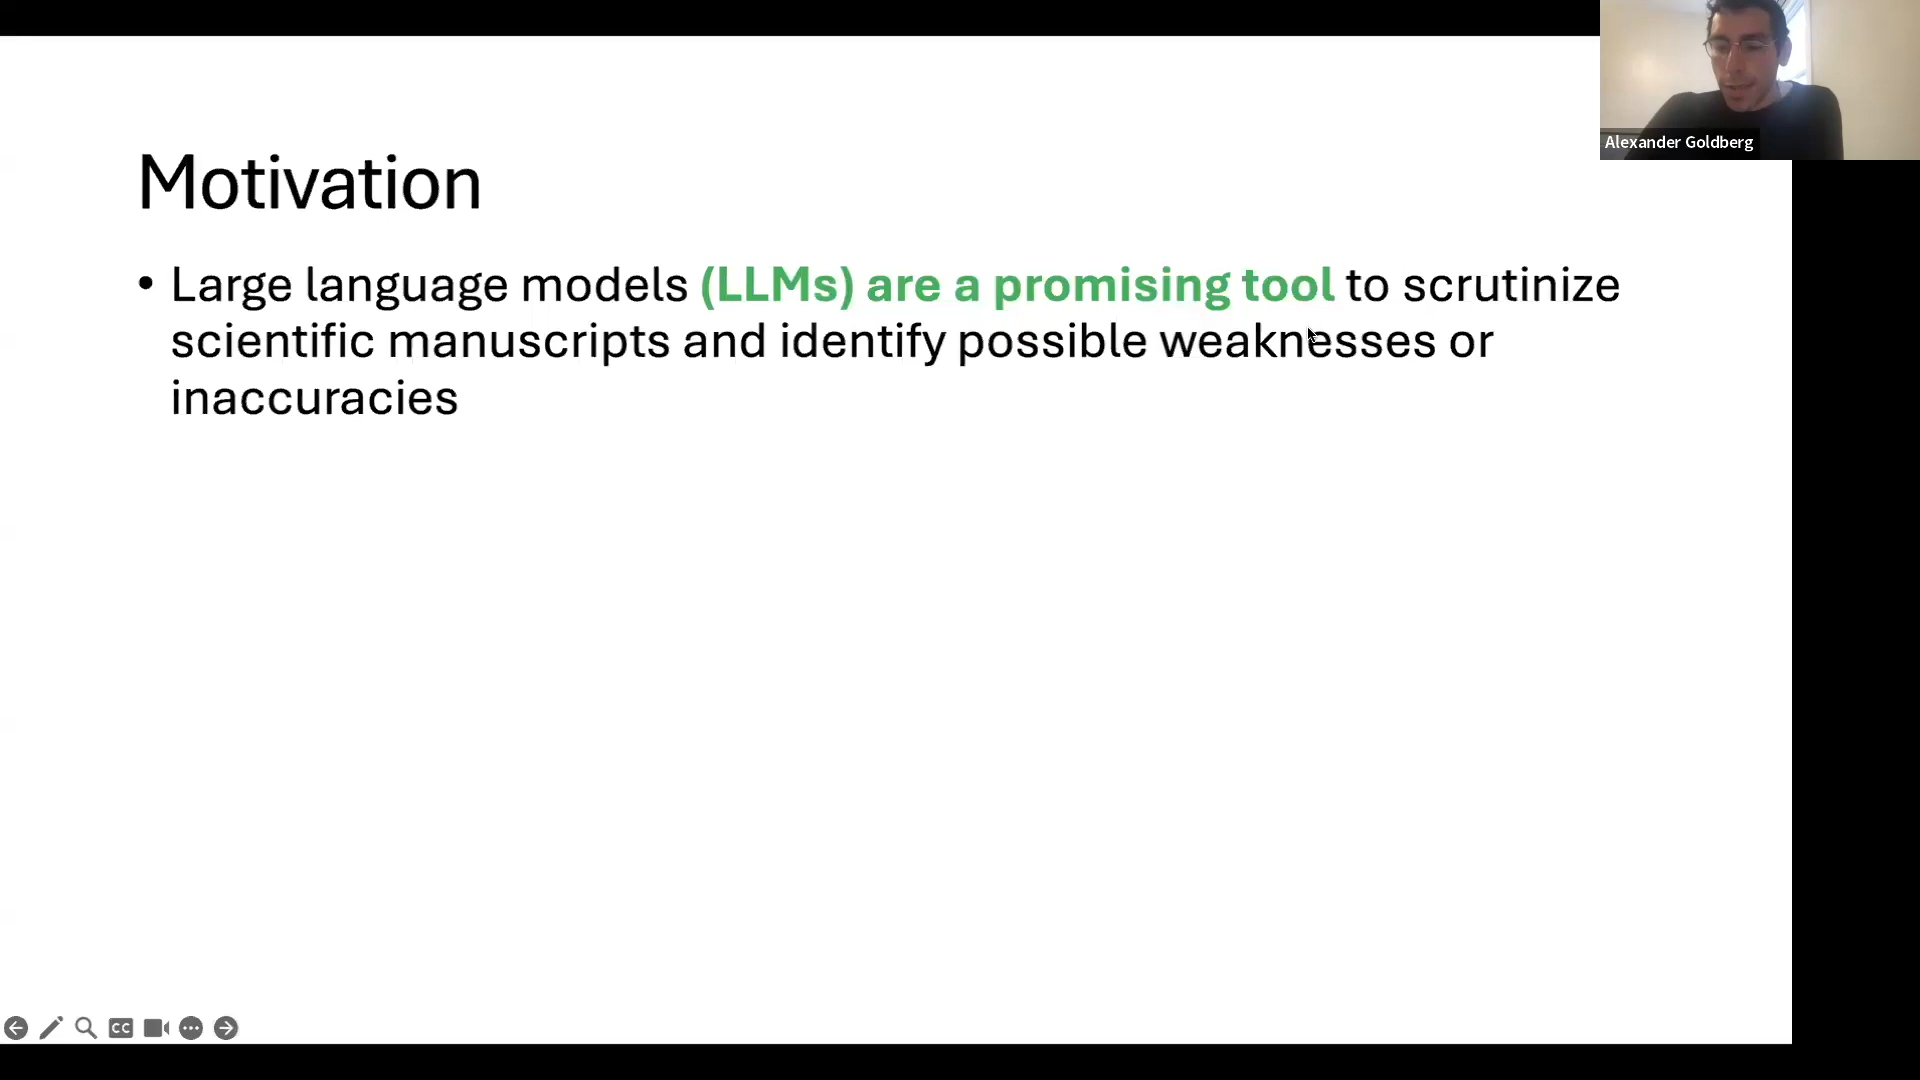 Alexander Goldberg
Motivation
• Large language models (LLMs) are a promising tool to scrutinize
scientific manuscripts and identify possible weaknesses or
inaccuracies
CC